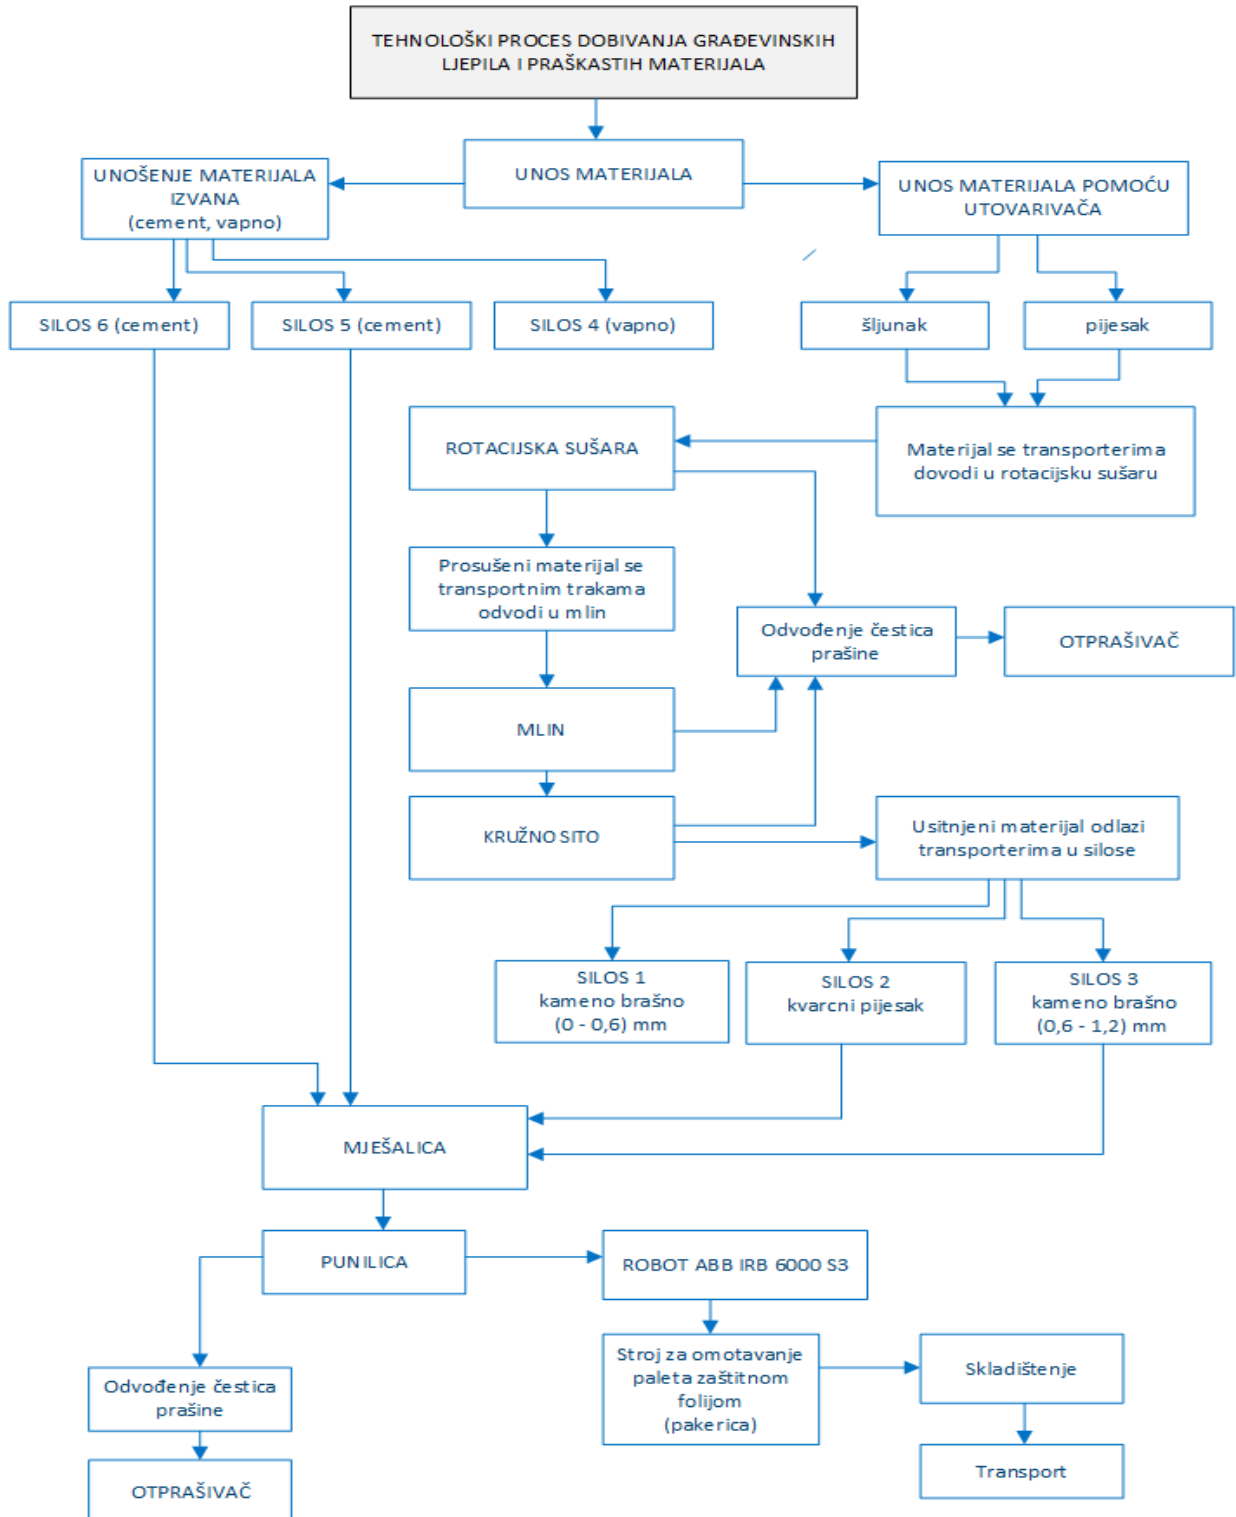 TEHNOLOŠKI PROCES DOBIVANJA GRAĐEVINSKIH
LJEPILA I PRAŠKASTIH MATERIJALA
UNOS MATERIJALA
UNOŠENJE MATERIJALA
IZVANA
(cement, vapno)
UNOS MATERIJALA POMOĆU
UTOVARIVAČA
SILOS 6 (cement)
SILOS 5 (cement)
SILOS 4 (vapno)
šljunak
pijesak
ROTACIJSKA SUŠARA
Materijal se transporterima
dovodi u rotacijsku sušaru
Prosušeni materijal se
transportnim trakama
odvodi u mlin
Odvođenje čestica
prašine
OTPRAŠIVAČ
MLIN
KRUŽNO SITO
Usitnjeni materijal odlazi
transporterima u silose
SILOS 1
kameno brašno
(0 - 0,6) mm
SILOS 2
kvarcni pijesak
SILOS 3
kameno brašno
(0,6 - 1,2) mm
MJEŠALICA
PUNILICA
ROBOT ABB IRB 6000 S3
Stroj za omotavanje
paleta zaštitnom
folijom
(pakerica)
Skladištenje
Odvođenje čestica
prašine
Transport
OTPRAŠIVAČ